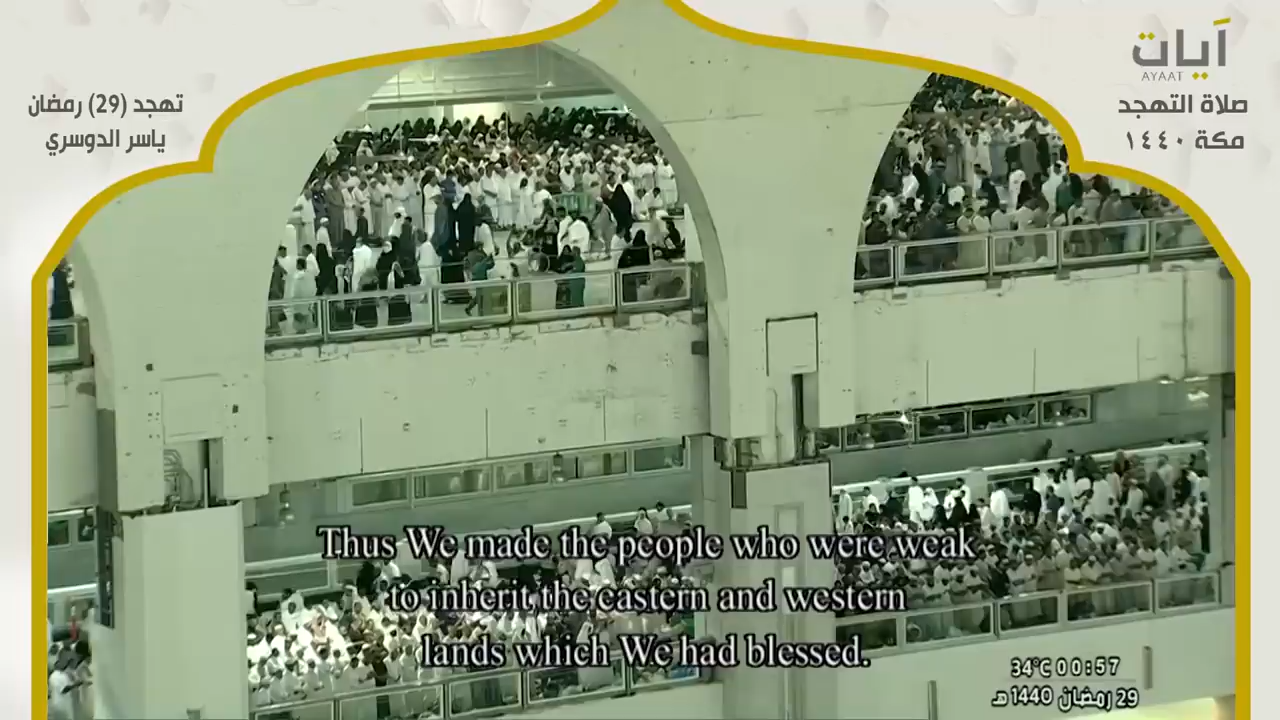 آيات
AYAAT
صلاة التهجد
مكة ١٤٤٠
تهجد (29) رمضان
ياسر الدوسري
Thus We made the people who were weak
to inherit the eastern and western
lands which We had blessed.
34°C 00:57
29 رمضان 1440 هـ